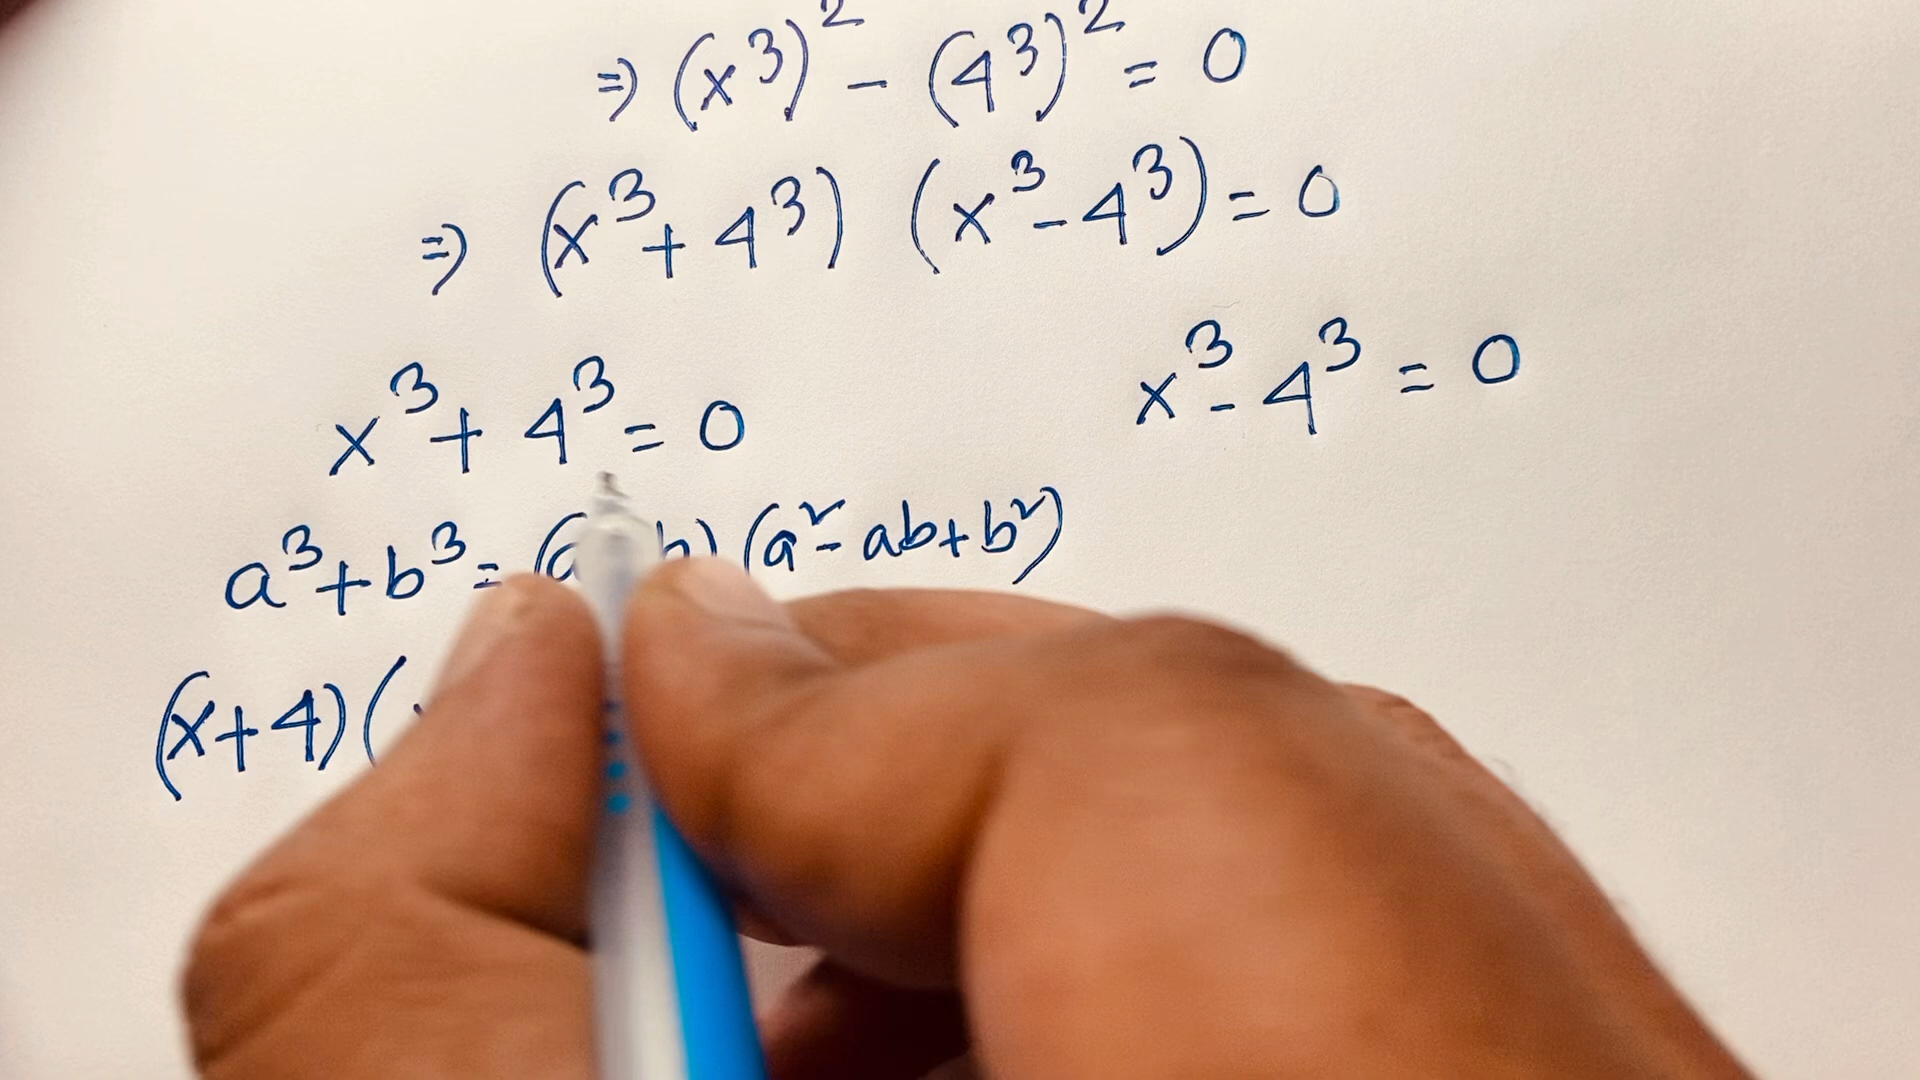 ⇒ (x³)² - (4³)² = 0
⇒ (x³ + 4³) (x³ - 4³) = 0
x³ + 4³ = 0
x³ - 4³ = 0
a³ + b³ = (a b) (a² - ab + b²)
(x + 4) (